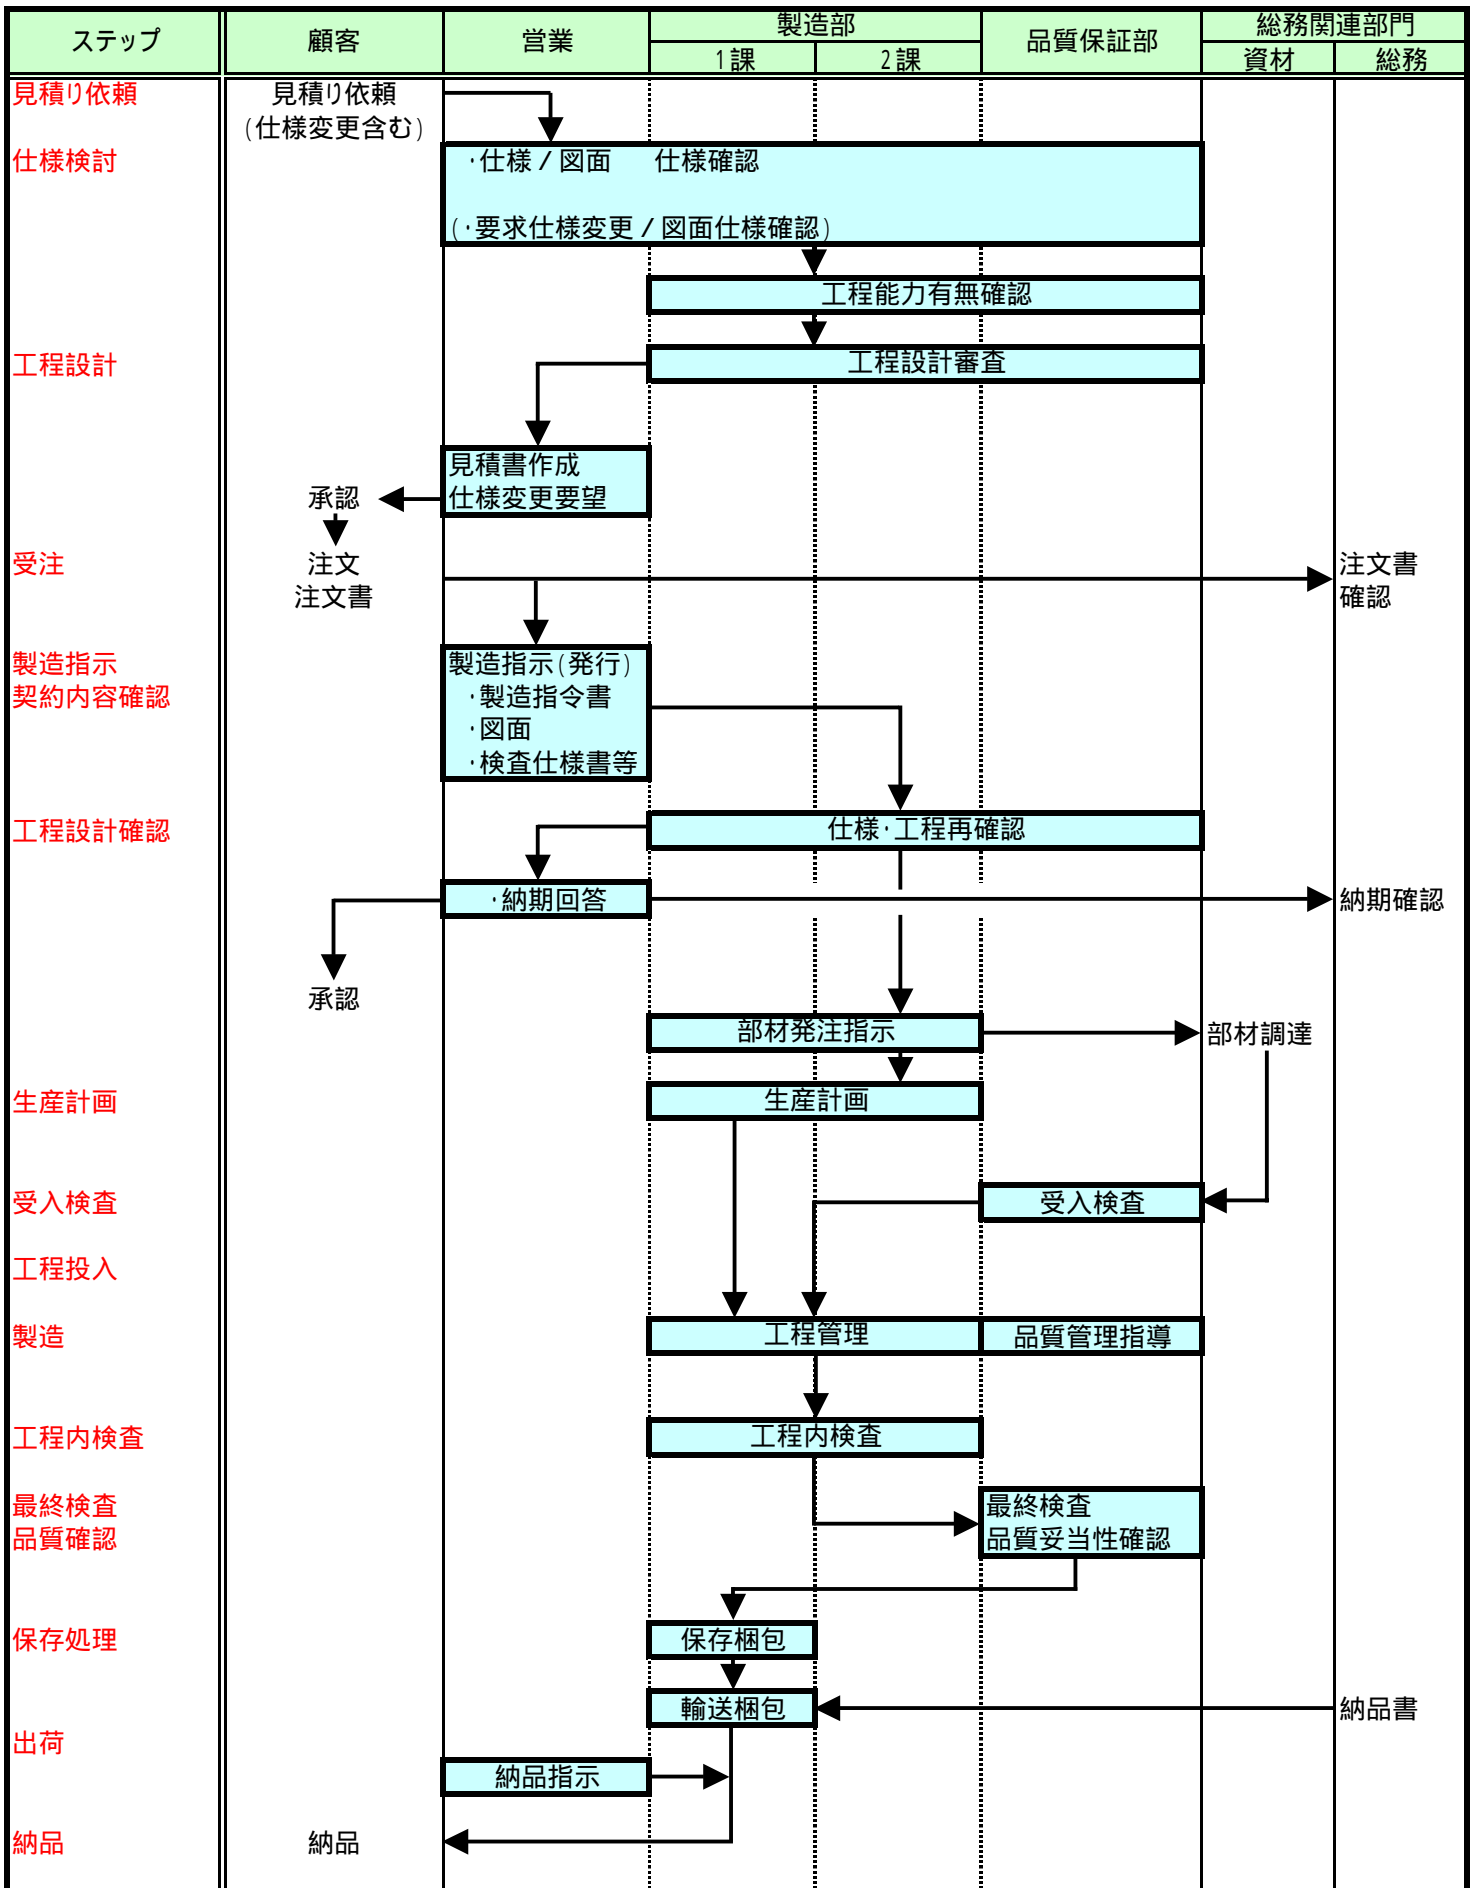 ステップ
顧客
営業
製造部
1課
2課
品質保証部
総務関連部門
資材
総務
見積り依頼
見積り依頼
(仕様変更含む)
仕様検討
・仕様/図面 仕様確認
(・要求仕様変更/図面仕様確認)
工程能力有無確認
工程設計
工程設計審査
見積書作成
仕様変更要望
承認
受注
注文
注文書
注文書
確認
製造指示
契約内容確認
製造指示(発行)
・製造指令書
・図面
・検査仕様書等
工程設計確認
仕様・工程再確認
・納期回答
納期確認
承認
部材発注指示
部材調達
生産計画
生産計画
受入検査
受入検査
工程投入
製造
工程管理
品質管理指導
工程内検査
工程内検査
最終検査
品質確認
最終検査
品質妥当性確認
保存処理
保存梱包
輸送梱包
納品書
出荷
納品指示
納品
納品